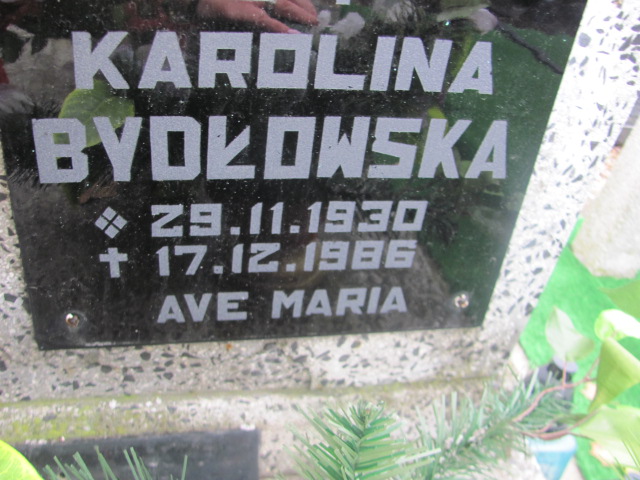 KAROLINA
BYDŁOWSKA
29.11.1930
✝ 17.12.1986
AVE MARIA